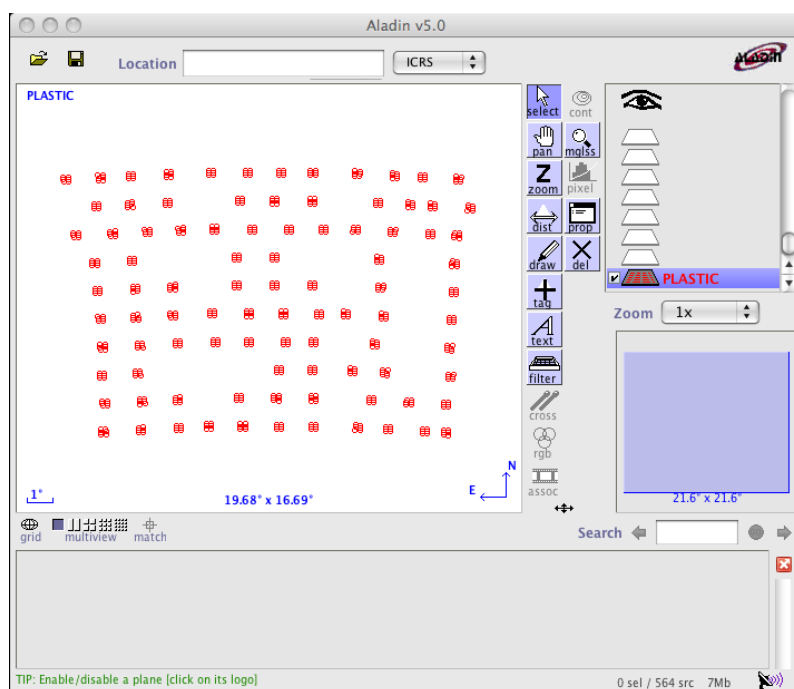 Aladin v5.0
Location
ICRS
ALADIN
PLASTIC
select
cont
pan
mglss
Z
zoom
pixel
dist
prop
draw
del
tag
A
text
filter
cross
rgb
assoc
PLASTIC
Zoom 1x
21.6° x 21.6°
1°
19.68° x 16.69°
N
E
grid
multiview
match
Search
TIP: Enable/disable a plane [click on its logo]
0 sel / 564 src 7Mb